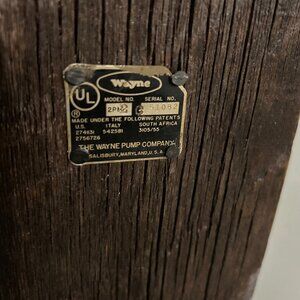 Wayne
UL
MODEL NO. SERIAL NO.
®
MADE UNDER THE FOLLOWING PATENTS
U.S. ITALY SOUTH AFRICA
274831 542581 3105/55
2756726
THE WAYNE PUMP COMPANY
SALISBURY, MARYLAND, U.S.A.